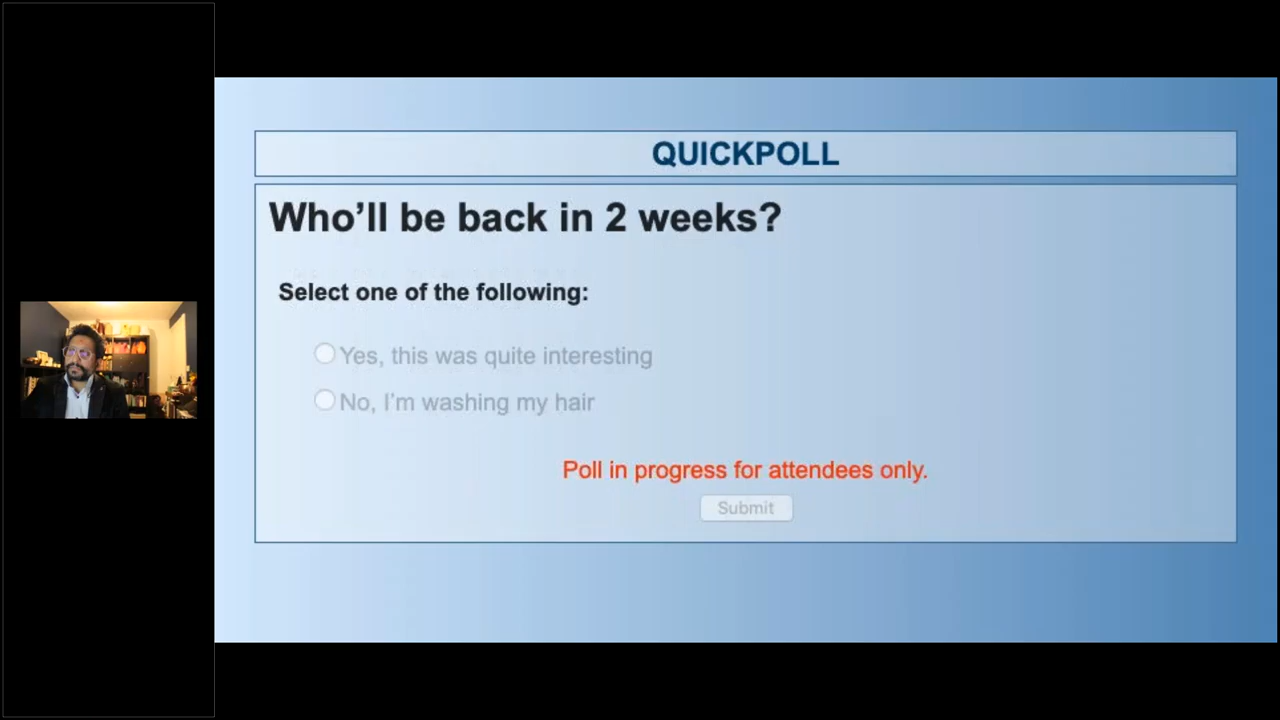 QUICKPOLL
Who’ll be back in 2 weeks?
Select one of the following:
Yes, this was quite interesting
No, I’m washing my hair
Poll in progress for attendees only.
Submit